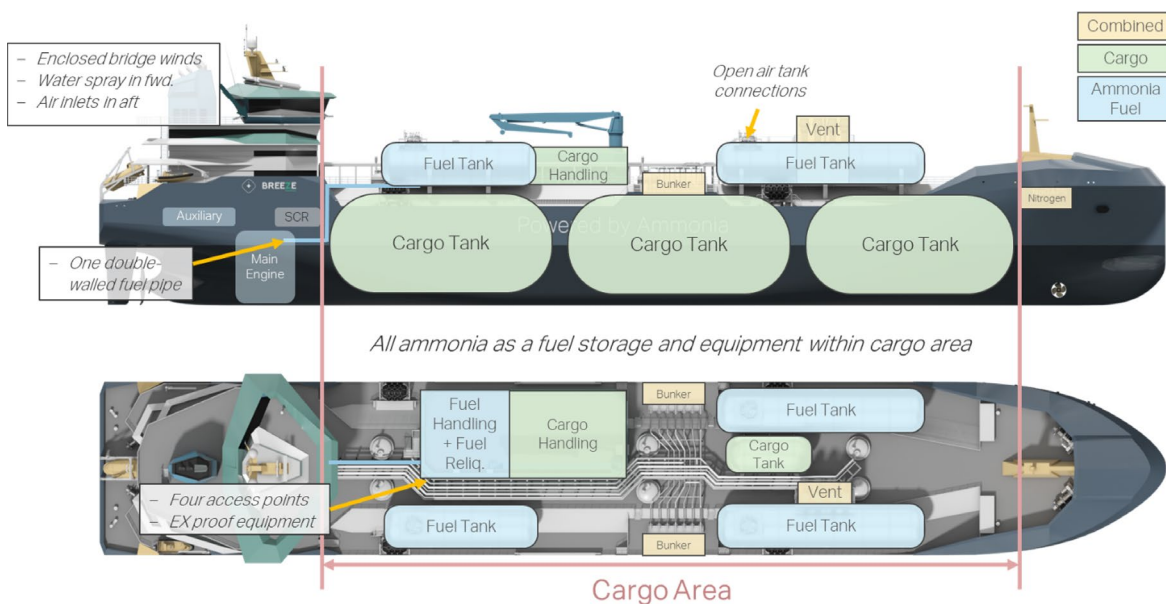 - Enclosed bridge winds
- Water spray in fwd.
- Air inlets in aft
Open air tank
connections
Combined
Cargo
Ammonia
Fuel
Fuel Tank
Cargo
Handling
Vent
Fuel Tank
Bunker
BREEZE
Auxiliary
SCR
Powered by Ammonia
Nitrogen
Cargo Tank
Cargo Tank
Cargo Tank
- One double-
walled fuel pipe
Main
Engine
All ammonia as a fuel storage and equipment within cargo area
Fuel
Handling
+ Fuel
Reliq.
Cargo
Handling
Bunker
Fuel Tank
Cargo
Tank
- Four access points
- EX proof equipment
Vent
Fuel Tank
Fuel Tank
Bunker
Cargo Area